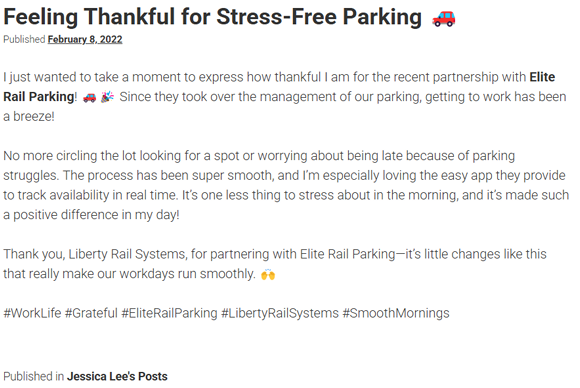 Feeling Thankful for Stress-Free Parking 🚗
Published February 8, 2022
I just wanted to take a moment to express how thankful I am for the recent partnership with Elite
Rail Parking! 🚗 🎉 Since they took over the management of our parking, getting to work has been
a breeze!
No more circling the lot looking for a spot or worrying about being late because of parking
struggles. The process has been super smooth, and I’m especially loving the easy app they provide
to track availability in real time. It’s one less thing to stress about in the morning, and it’s made such
a positive difference in my day!
Thank you, Liberty Rail Systems, for partnering with Elite Rail Parking—it’s little changes like this
that really make our workdays run smoothly. 🙌
#WorkLife #Grateful #EliteRailParking #LibertyRailSystems #SmoothMornings
Published in Jessica Lee's Posts